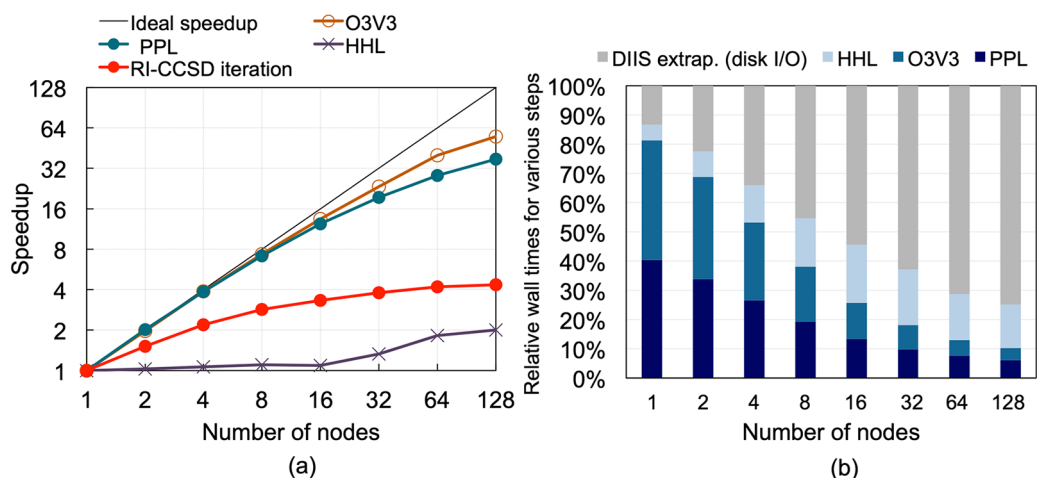 Ideal speedup
O3V3
PPL
HHL
RI-CCSD iteration
Speedup
128
64
32
16
8
4
2
1
1 2 4 8 16 32 64 128
Number of nodes
(a)
DIIS extrap. (disk I/O) HHL O3V3 PPL
Relative wall times for various steps
100%
90%
80%
70%
60%
50%
40%
30%
20%
10%
0%
1 2 4 8 16 32 64 128
Number of nodes
(b)